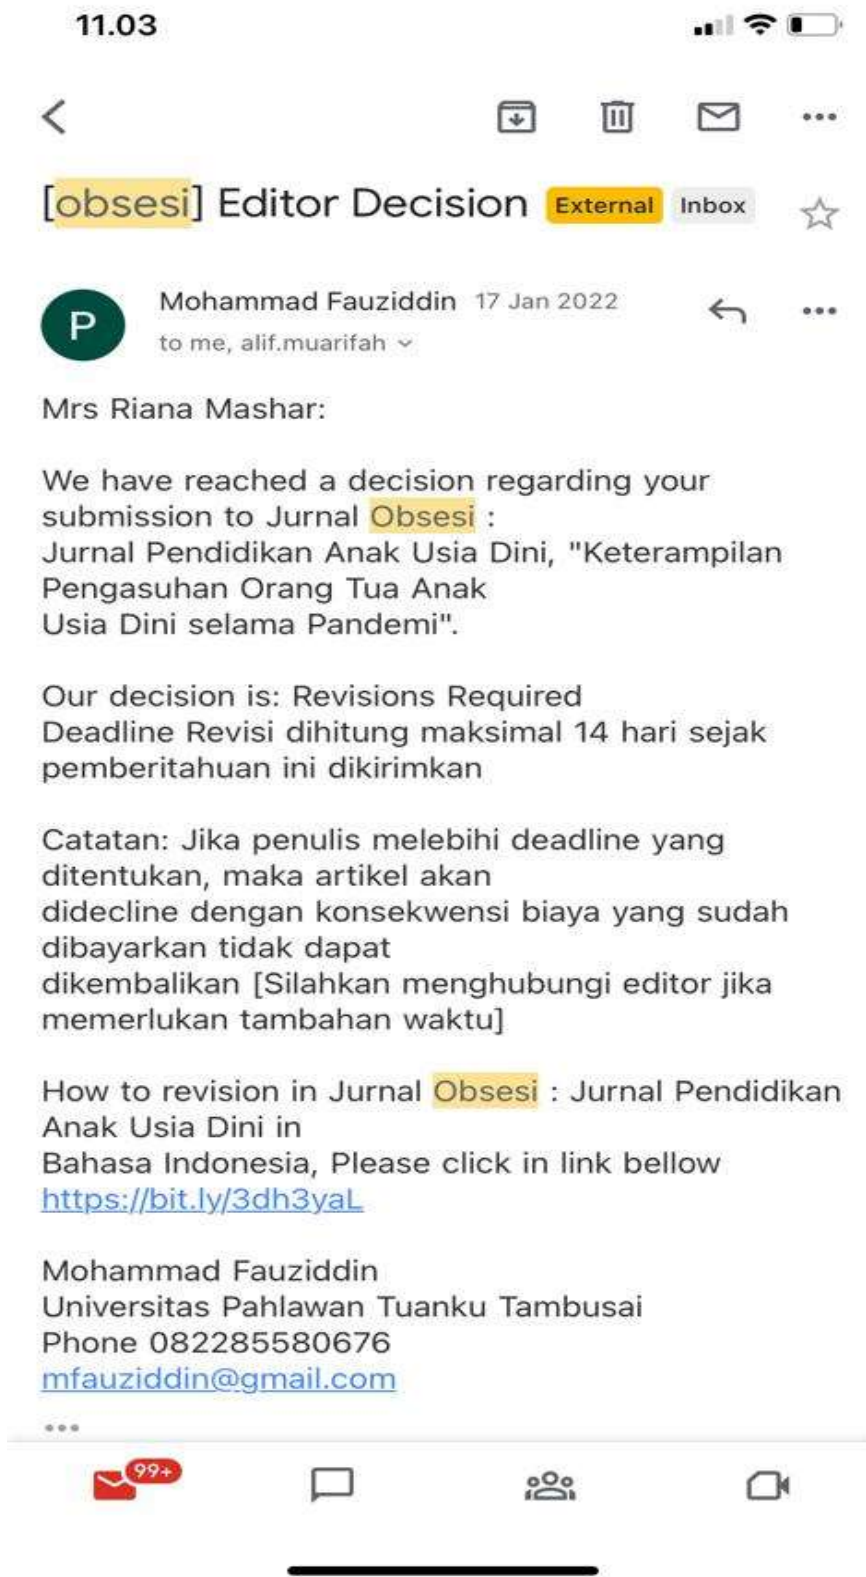 11.03
[obsesi] Editor Decision External Inbox
P
Mohammad Fauziddin 17 Jan 2022
to me, alif.muarifah
Mrs Riana Mashar:
We have reached a decision regarding your
submission to Jurnal Obsesi :
Jurnal Pendidikan Anak Usia Dini, "Keterampilan
Pengasuhan Orang Tua Anak
Usia Dini selama Pandemi".
Our decision is: Revisions Required
Deadline Revisi dihitung maksimal 14 hari sejak
pemberitahuan ini dikirimkan
Catatan: Jika penulis melebihi deadline yang
ditentukan, maka artikel akan
didecline dengan konsekwensi biaya yang sudah
dibayarkan tidak dapat
dikembalikan [Silahkan menghubungi editor jika
memerlukan tambahan waktu]
How to revision in Jurnal Obsesi : Jurnal Pendidikan
Anak Usia Dini in
Bahasa Indonesia, Please click in link bellow
https://bit.ly/3dh3yaL
Mohammad Fauziddin
Universitas Pahlawan Tuanku Tambusai
Phone 082285580676
mfauziddin@gmail.com
99+